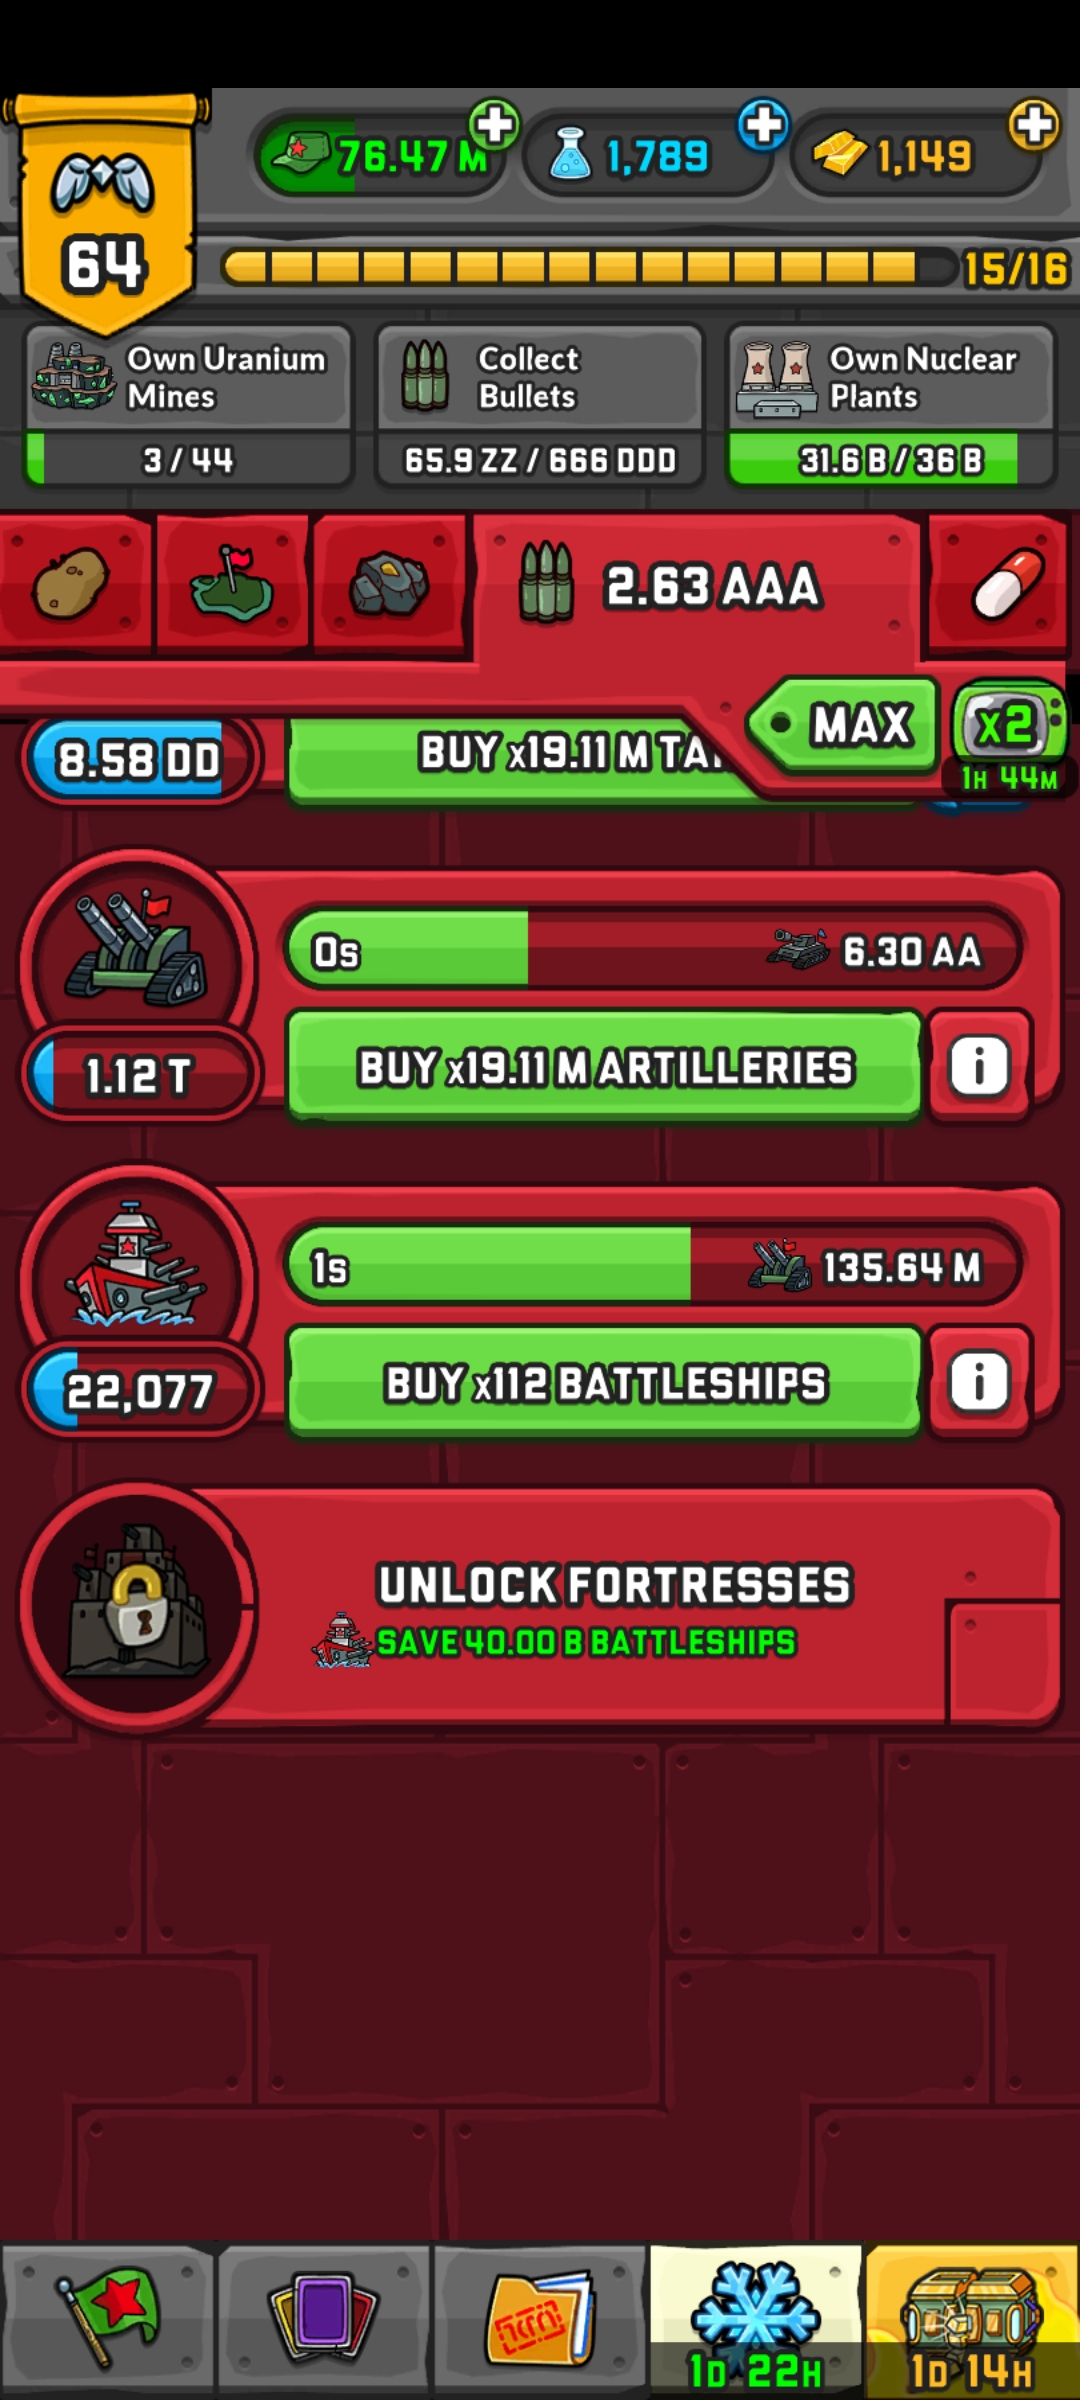 76.47 M
1,789
1,149
64
15/16
Own Uranium
Mines
3 / 44
Collect
Bullets
65.9 ZZ / 666 DDD
Own Nuclear
Plants
31.6 B / 36 B
2.63 AAA
MAX
x2
1H 44M
8.58 DD
BUY x19.11 M
0s
6.30 AA
1.12 T
BUY x19.11 M ARTILLERIES
i
1s
135.64 M
22,077
BUY x112 BATTLESHIPS
i
UNLOCK FORTRESSES
SAVE 40.00 B BATTLESHIPS
1D 22H
1D 14H